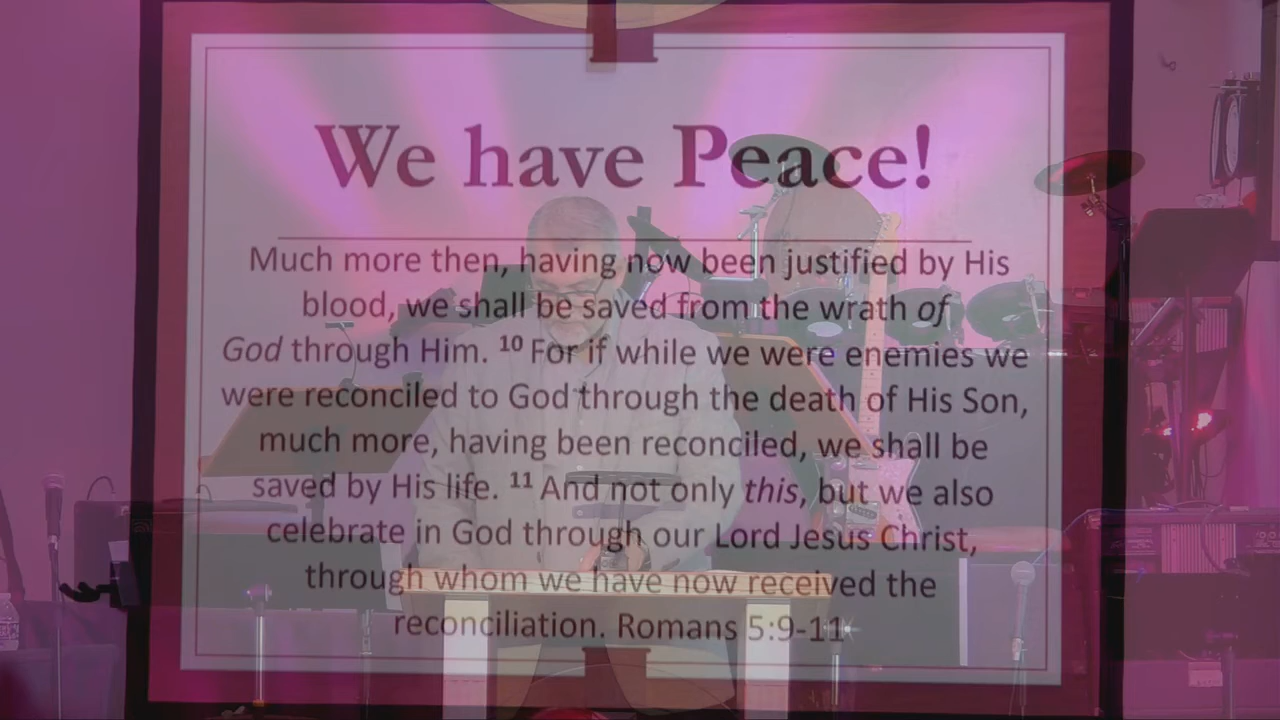 We have Peace!
Much more then, having now been justified by His
blood, we shall be saved from the wrath of
God through Him. ¹⁰ For if while we were enemies we
were reconciled to God through the death of His Son,
much more, having been reconciled, we shall be
saved by His life. ¹¹ And not only this, but we also
celebrate in God through our Lord Jesus Christ,
through whom we have now received the
reconciliation. Romans 5:9-11